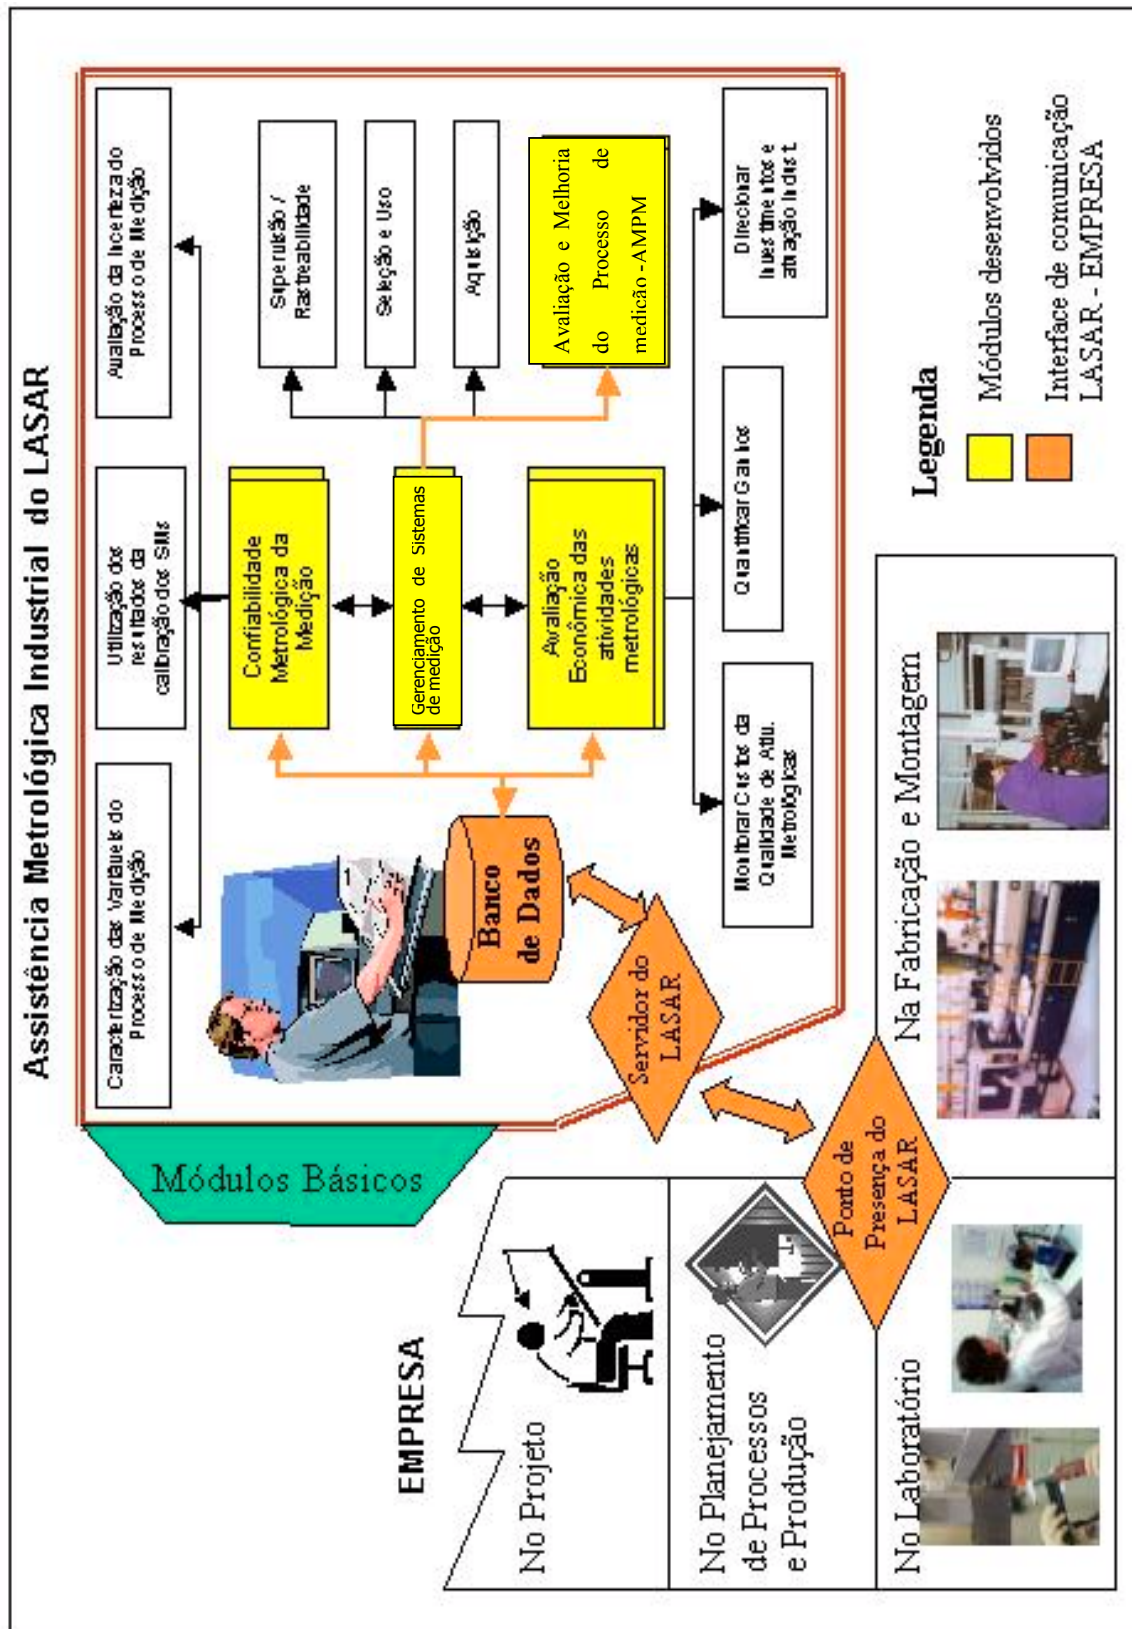 Assistência Metrológica Industrial do LASAR
Caracterização das Variáveis do
Processo de Medição
Utilização dos
resultados da
calibração dos SMs
Avaliação da Incerteza do
Processo de Medição
Confiabilidade
Metrológica da
Medição
Supervisão /
Rastreabilidade
Seleção e Uso
Aquisição
Gerenciamento de Sistemas
de medição
Avaliação e Melhoria
do Processo de
medicão -AMPM
Avaliação
Econômica das
atividades
metrológicas
Monitorar Custos da
Qualidade de Ativ.
Metrológicas
Quantificar Ganhos
Direcionar
Investimentos e
atuação Indust.
Banco
de Dados
Servidor do
LASAR
Módulos Básicos
Ponto de
Presença do
LASAR
EMPRESA
No Projeto
No Planejamento
de Processos
e Produção
No Laboratório
Na Fabricação e Montagem
Legenda
Módulos desenvolvidos
Interface de comunicação
LASAR - EMPRESA